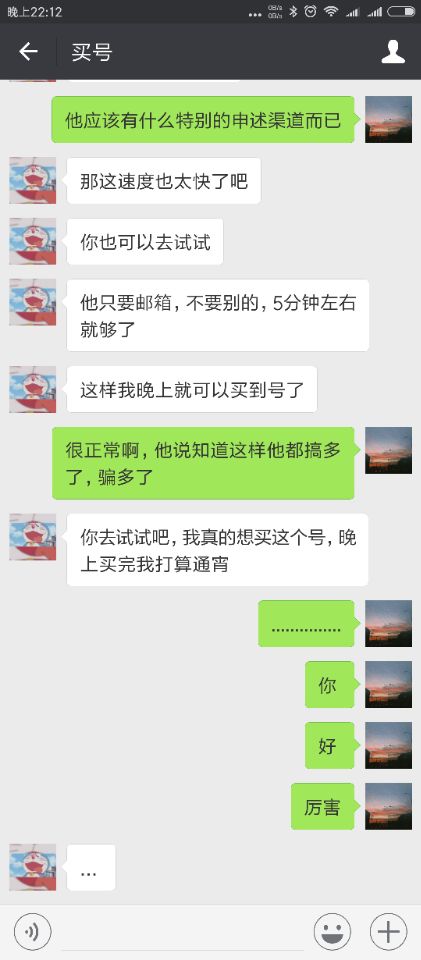 晚上22:12
0B/s
0B/s
买号
他应该有什么特别的申述渠道而已
那这速度也太快了吧
你也可以去试试
他只要邮箱，不要别的，5分钟左右
就够了
这样我晚上就可以买到号了
很正常啊，他说知道这样他都搞多
了，骗多了
你去试试吧，我真的想买这个号，晚
上买完我打算通宵
...............
你
好
厉害
...